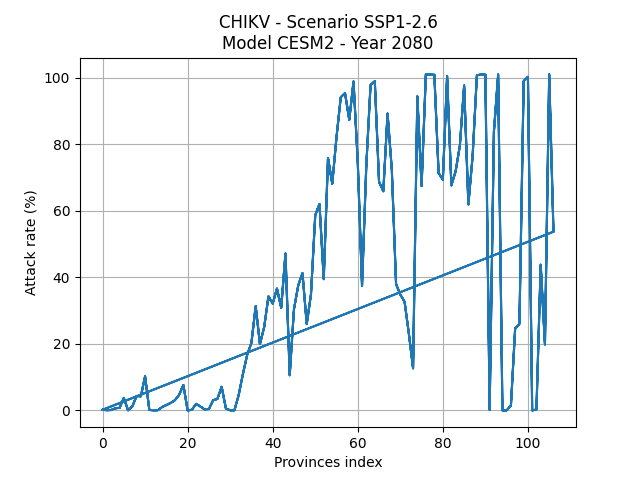 CHIKV - Scenario SSP1-2.6
Model CESM2 - Year 2080
Attack rate (%)
100
80
60
40
20
0
0 20 40 60 80 100
Provinces index